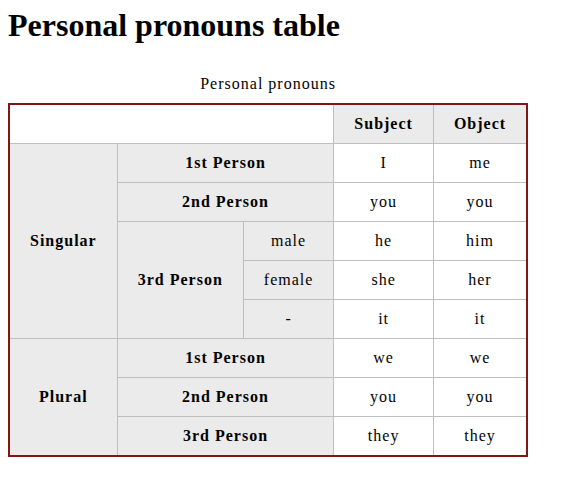 Personal pronouns table
Personal pronouns
Subject Object
Singular 1st Person I me
2nd Person you you
3rd Person male he him
female she her
- it it
Plural 1st Person we we
2nd Person you you
3rd Person they they